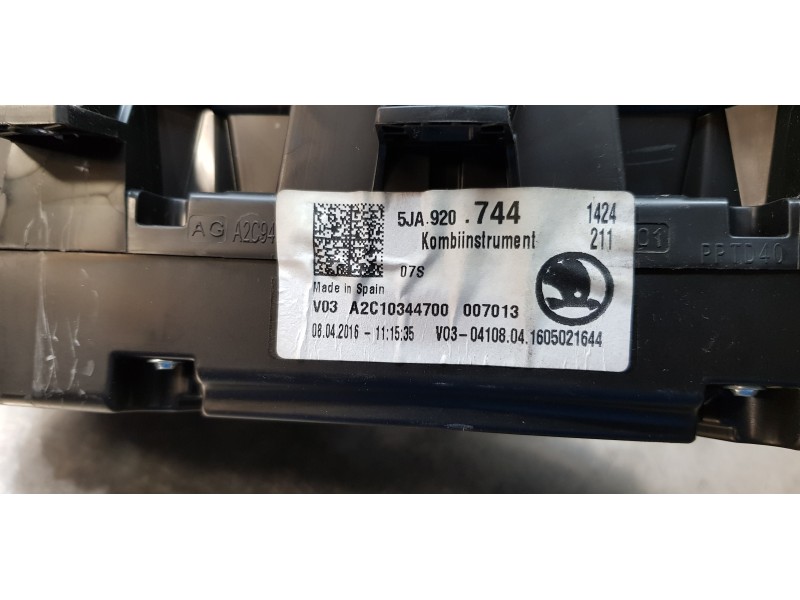 5JA.920 .744 1424
Kombiinstrument 211
07S
Made in Spain
V03 A2C10344700 007013
08.04.2016 - 11:15:35 V03-04108.04.1605021644
AG A2C94
01
PPTD40